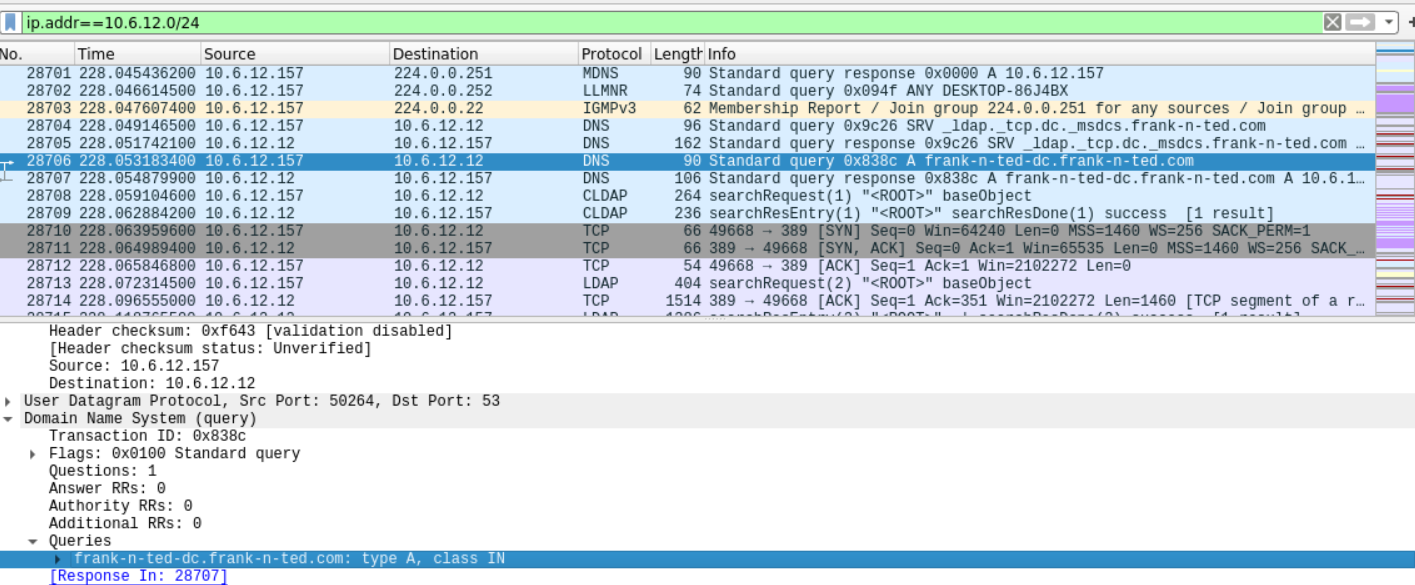 ip.addr==10.6.12.0/24
No. Time Source Destination Protocol Length Info
28701 228.045436200 10.6.12.157 224.0.0.251 MDNS 90 Standard query response 0x0000 A 10.6.12.157
28702 228.046614500 10.6.12.157 224.0.0.252 LLMNR 74 Standard query 0x094f ANY DESKTOP-86J4BX
28703 228.047607400 10.6.12.157 224.0.0.22 IGMPv3 62 Membership Report / Join group 224.0.0.251 for any sources / Join group …
28704 228.049146500 10.6.12.157 10.6.12.12 DNS 96 Standard query 0x9c26 SRV _ldap._tcp.dc._msdcs.frank-n-ted.com
28705 228.051742100 10.6.12.12 10.6.12.157 DNS 162 Standard query response 0x9c26 SRV _ldap._tcp.dc._msdcs.frank-n-ted.com …
28706 228.053183400 10.6.12.157 10.6.12.12 DNS 90 Standard query 0x838c A frank-n-ted-dc.frank-n-ted.com
28707 228.054879900 10.6.12.12 10.6.12.157 DNS 106 Standard query response 0x838c A frank-n-ted-dc.frank-n-ted.com A 10.6.1…
28708 228.059104600 10.6.12.157 10.6.12.12 CLDAP 264 searchRequest(1) "<ROOT>" baseObject
28709 228.062884200 10.6.12.12 10.6.12.157 CLDAP 236 searchResEntry(1) "<ROOT>" searchResDone(1) success [1 result]
28710 228.063959600 10.6.12.157 10.6.12.12 TCP 66 49668 → 389 [SYN] Seq=0 Win=64240 Len=0 MSS=1460 WS=256 SACK_PERM=1
28711 228.064989400 10.6.12.12 10.6.12.157 TCP 66 389 → 49668 [SYN, ACK] Seq=0 Ack=1 Win=65535 Len=0 MSS=1460 WS=256 SACK_…
28712 228.065846800 10.6.12.157 10.6.12.12 TCP 54 49668 → 389 [ACK] Seq=1 Ack=1 Win=2102272 Len=0
28713 228.072314500 10.6.12.157 10.6.12.12 LDAP 404 searchRequest(2) "<ROOT>" baseObject
28714 228.096555000 10.6.12.12 10.6.12.157 TCP 1514 389 → 49668 [ACK] Seq=1 Ack=351 Win=2102272 Len=1460 [TCP segment of a r…
Header checksum: 0xf643 [validation disabled]
[Header checksum status: Unverified]
Source: 10.6.12.157
Destination: 10.6.12.12
User Datagram Protocol, Src Port: 50264, Dst Port: 53
Domain Name System (query)
Transaction ID: 0x838c
Flags: 0x0100 Standard query
Questions: 1
Answer RRs: 0
Authority RRs: 0
Additional RRs: 0
Queries
frank-n-ted-dc.frank-n-ted.com: type A, class IN
[Response In: 28707]